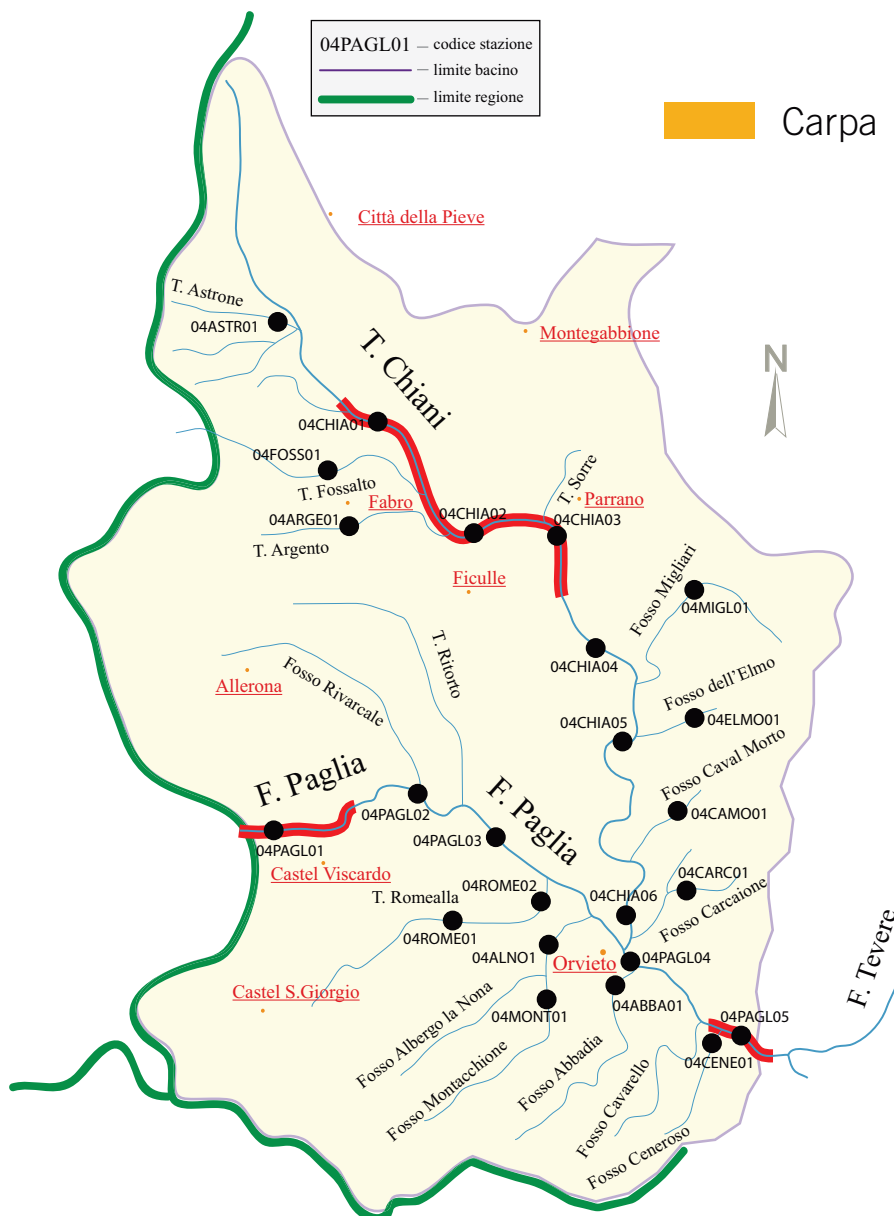 04PAGL01 — codice stazione
— limite bacino
— limite regione
Carpa
Città della Pieve
T. Astrone
04ASTR01
Montegabbione
N
T. Chiani
04CHIA01
04FOSS01
T. Fossalto
Fabro
04CHIA02
T. Sorre
Parrano
04CHIA03
04ARGE01
T. Argento
Ficulle
Fosso Migliari
04MIGL01
T. Ritorto
04CHIA04
Allerona
Fosso Rivarcale
Fosso dell'Elmo
04CHIA05
04ELMO01
Fosso Caval Morto
F. Paglia
F. Paglia
04PAGL02
04CAMO01
04PAGL03
04PAGL01
Castel Viscardo
04CARC01
T. Romealla
04ROME02
04CHIA06
Fosso Carcaione
04ROME01
04ALNO1
Orvieto
04PAGL04
F. Tevere
Castel S.Giorgio
04MONT01
04ABBA01
04PAGL05
Fosso Albergo la Nona
04CENE01
Fosso Montacchione
Fosso Abbadia
Fosso Cavarello
Fosso Ceneroso